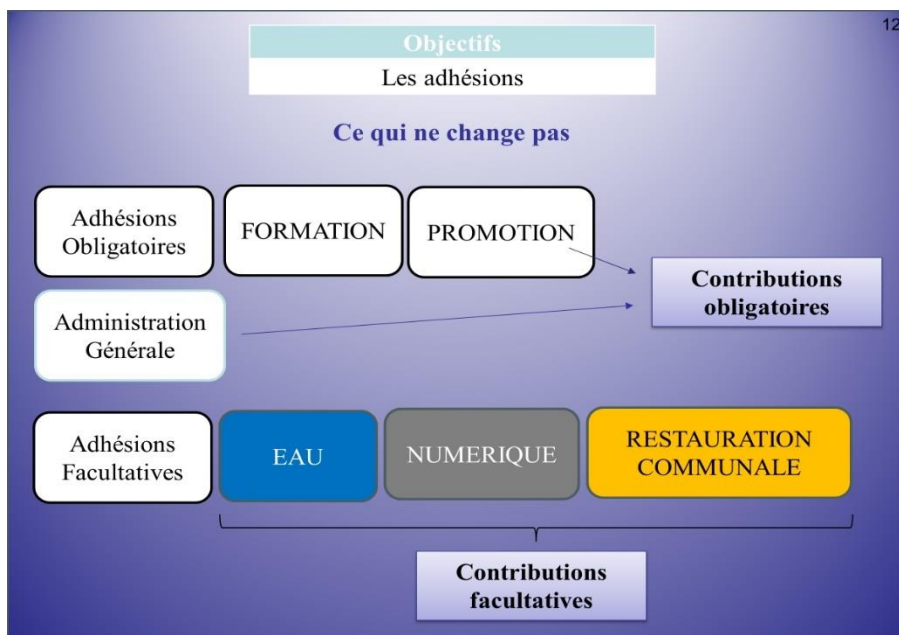 12
Objectifs
Les adhésions
Ce qui ne change pas
Adhésions
Obligatoires
FORMATION
PROMOTION
Contributions
obligatoires
Administration
Générale
Adhésions
Facultatives
EAU
NUMERIQUE
RESTAURATION
COMMUNALE
Contributions
facultatives